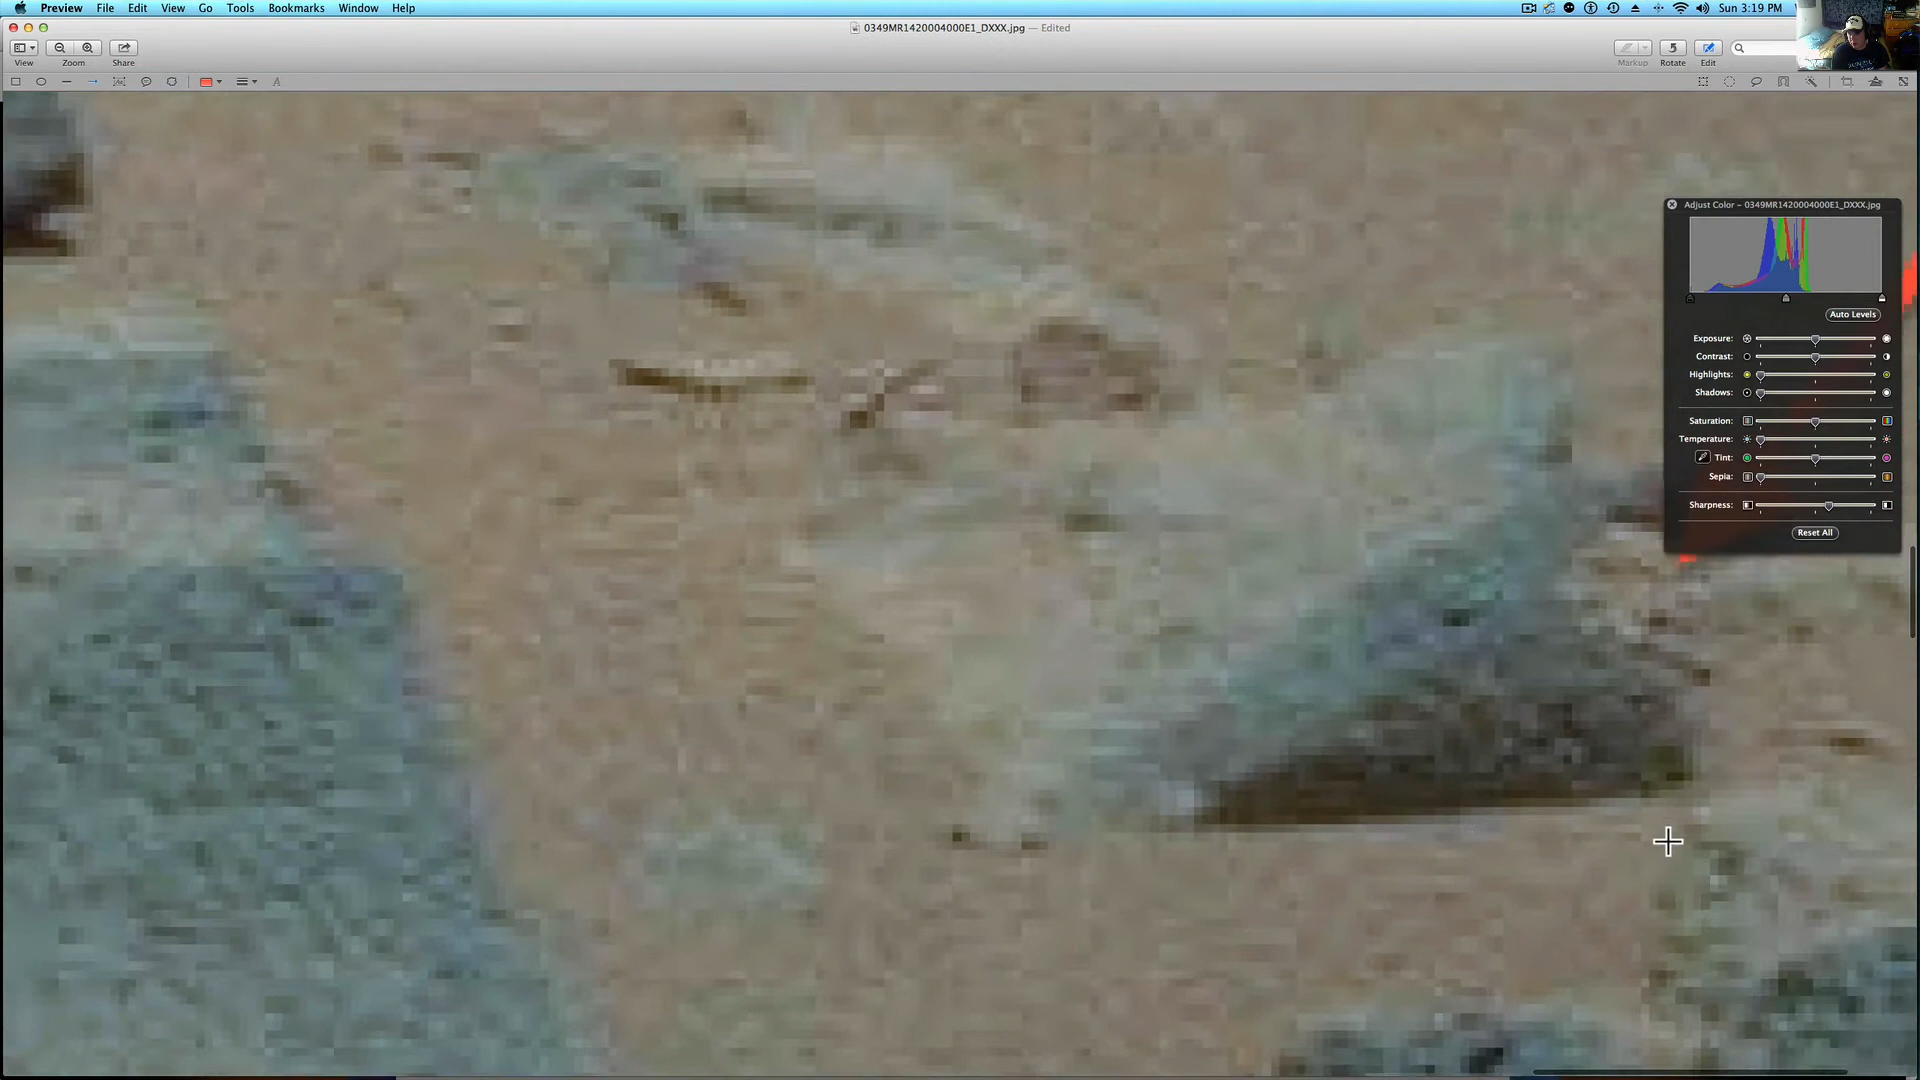 Preview File Edit View Go Tools Bookmarks Window Help
Sun 3:19 PM
0349MR1420004000E1_DXXX.jpg — Edited
View Zoom Share
Markup Rotate Edit
A
Adjust Color – 0349MR1420004000E1_DXXX.jpg
Auto Levels
Exposure:
Contrast:
Highlights:
Shadows:
Saturation:
Temperature:
Tint:
Sepia:
Sharpness:
Reset All